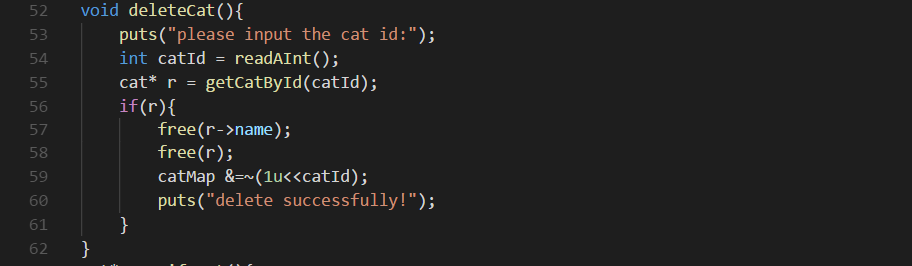 52 void deleteCat(){
53 puts("please input the cat id:");
54 int catId = readAInt();
55 cat* r = getCatById(catId);
56 if(r){
57 free(r->name);
58 free(r);
59 catMap &=~(1u<<catId);
60 puts("delete successfully!");
61 }
62 }